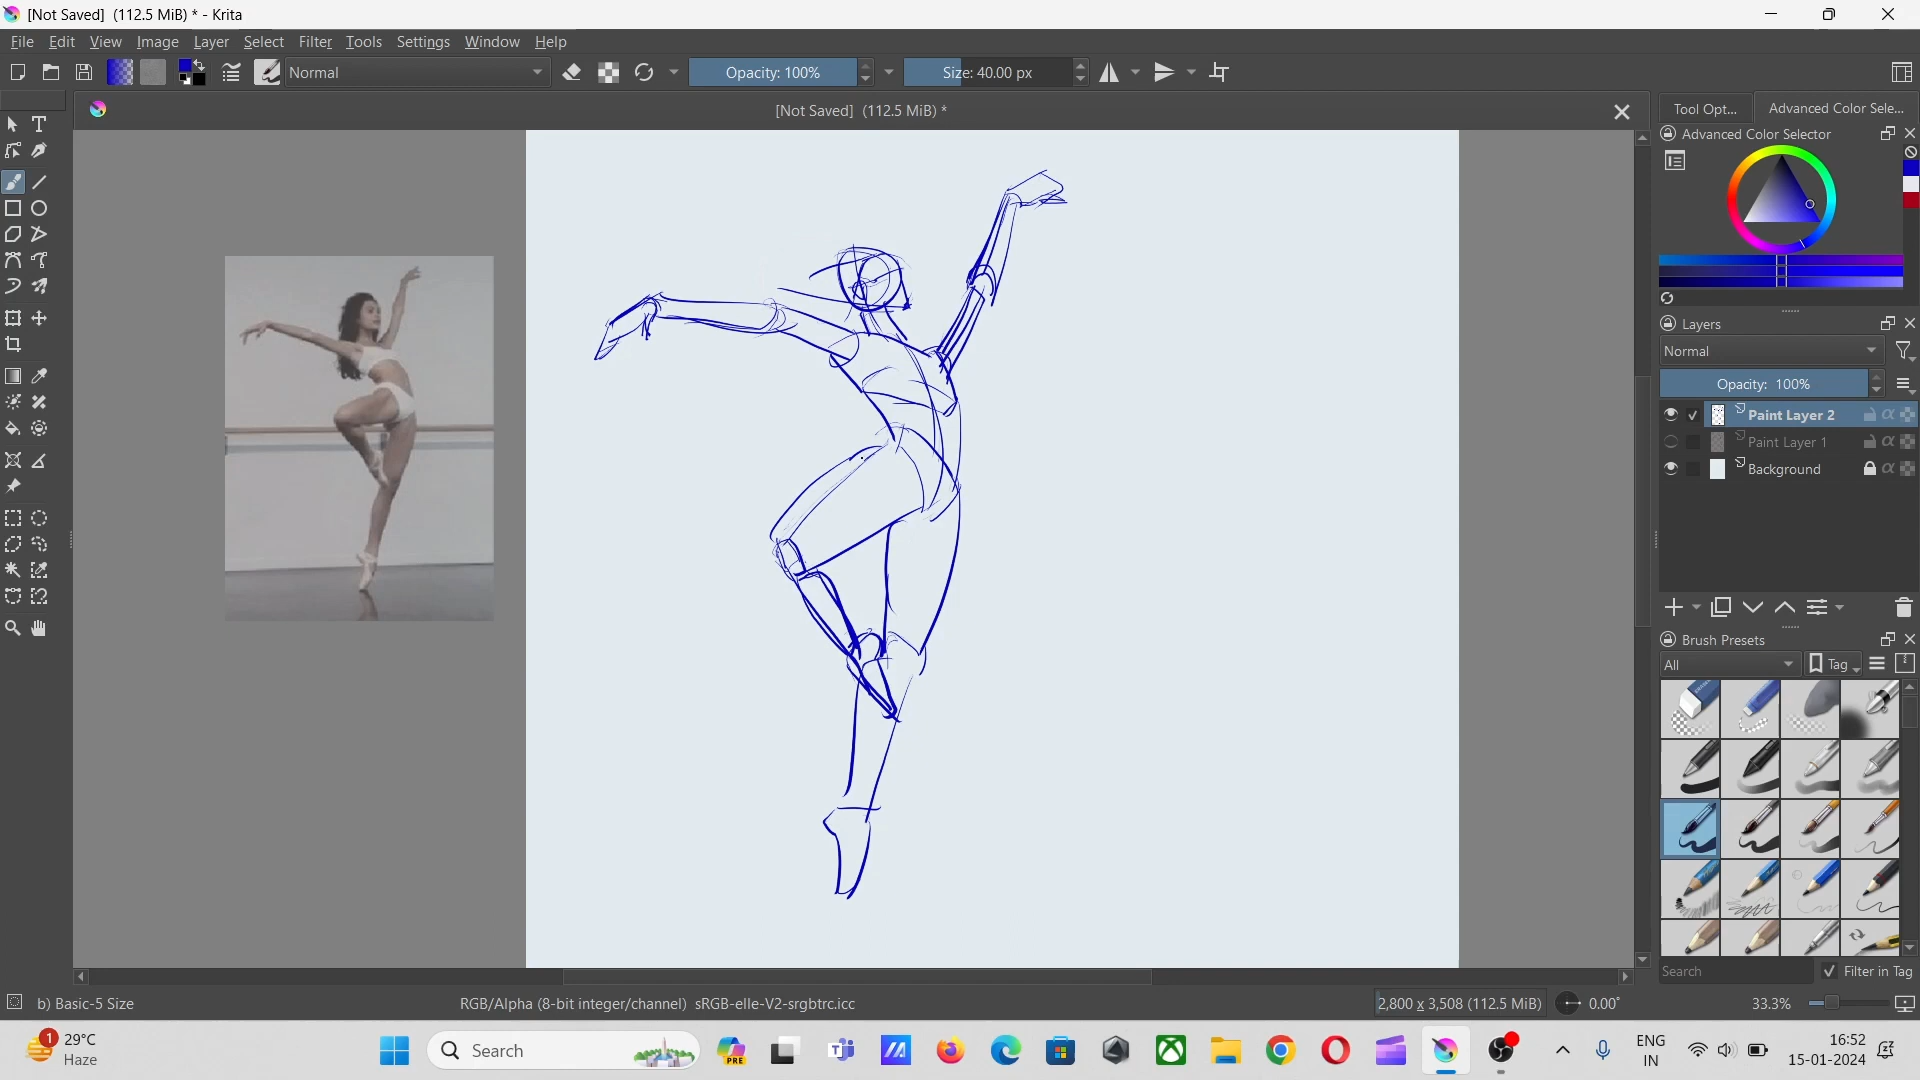 [Not Saved]  (112.5 MiB) * - Krita
File Edit View Image Layer Select Filter Tools Settings Window Help
Normal
Opacity: 100%
Size: 40.00 px
[Not Saved]  (112.5 MiB) *
Tool Opt...
Advanced Color Sele...
Advanced Color Selector
Layers
Normal
Opacity:  100%
Paint Layer 2
Paint Layer 1
Background
Brush Presets
All
Tag
Search
Filter in Tag
b) Basic-5 Size
RGB/Alpha (8-bit integer/channel)  sRGB-elle-V2-srgbtrc.icc
2,800 x 3,508 (112.5 MiB)
0.00°
33.3%
1
29°C
Haze
Search
PRE
ENG
IN
16:52
15-01-2024